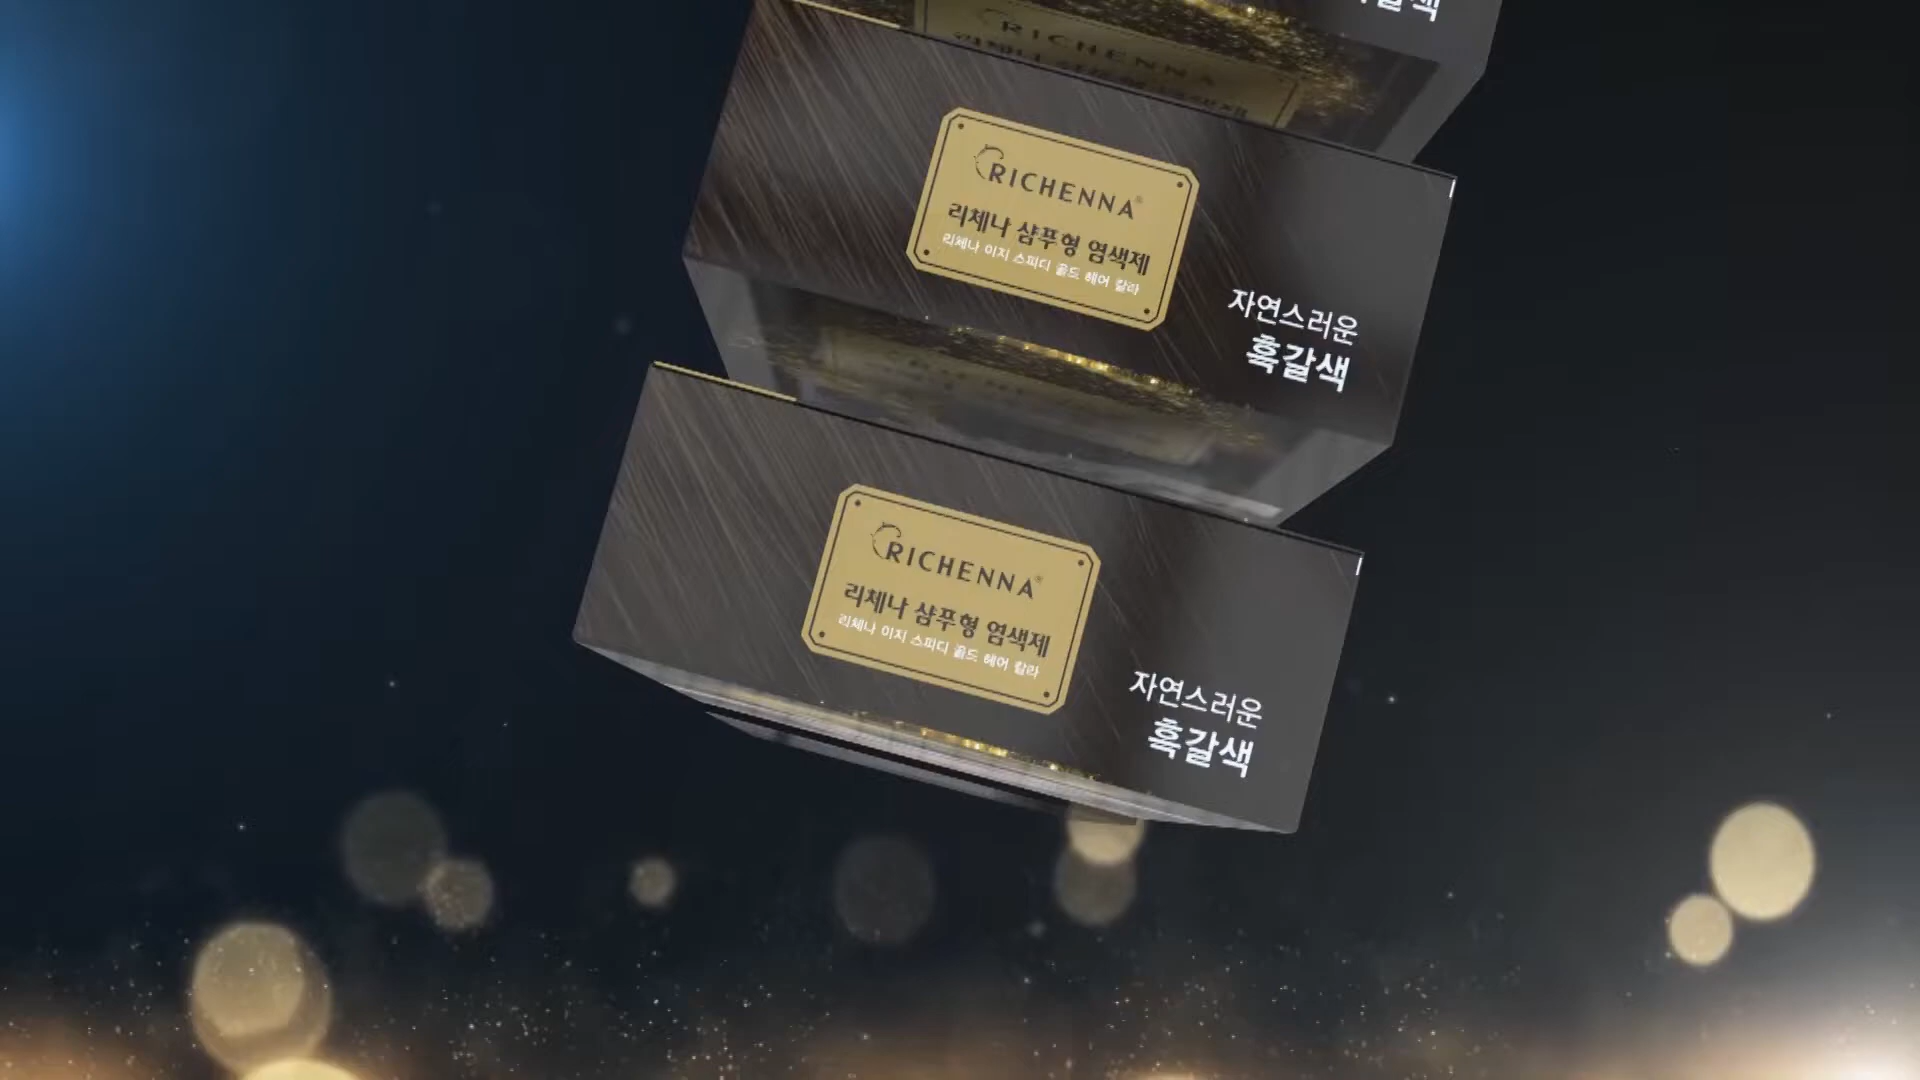 갈색
RICHENNA
RICHENNA®
리체나 샴푸형 염색제
리체나 이지 스피디 골드 헤어 칼라
자연스러운
흑갈색
RICHENNA®
리체나 샴푸형 염색제
리체나 이지 스피디 골드 헤어 칼라
자연스러운
흑갈색